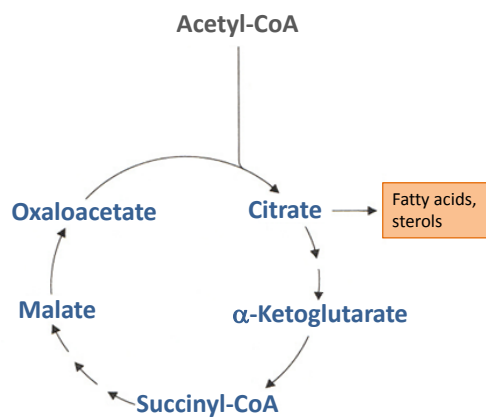 Acetyl-CoA
Oxaloacetate
Citrate
Fatty acids,
sterols
Malate
α-Ketoglutarate
Succinyl-CoA